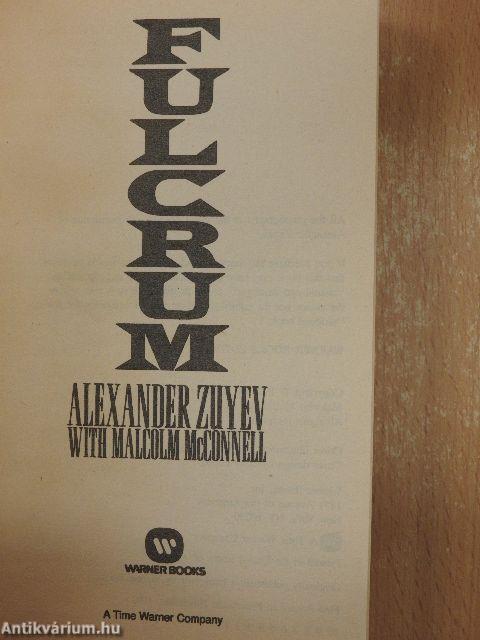 FULCRUM
ALEXANDER ZUYEV
WITH MALCOLM McCONNELL
WARNER BOOKS
A Time Warner Company
Antikvárium.hu